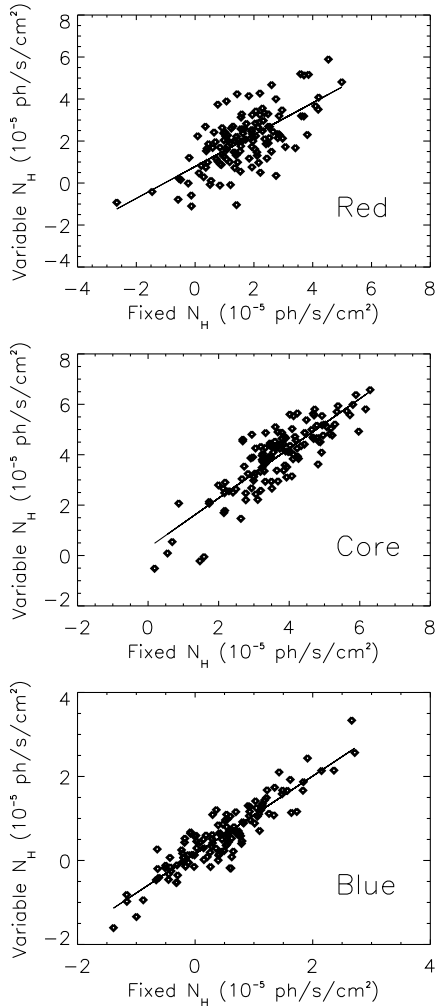 8
6
4
2
0
−2
−4
Variable N_H (10⁻⁵ ph/s/cm²)
Red
−4 −2 0 2 4 6
Fixed N_H (10⁻⁵ ph/s/cm²)
8
6
4
2
0
−2
Variable N_H (10⁻⁵ ph/s/cm²)
Core
−2 0 2 4 6 8
Fixed N_H (10⁻⁵ ph/s/cm²)
4
2
0
−2
Variable N_H (10⁻⁵ ph/s/cm²)
Blue
−2 0 2 4
Fixed N_H (10⁻⁵ ph/s/cm²)